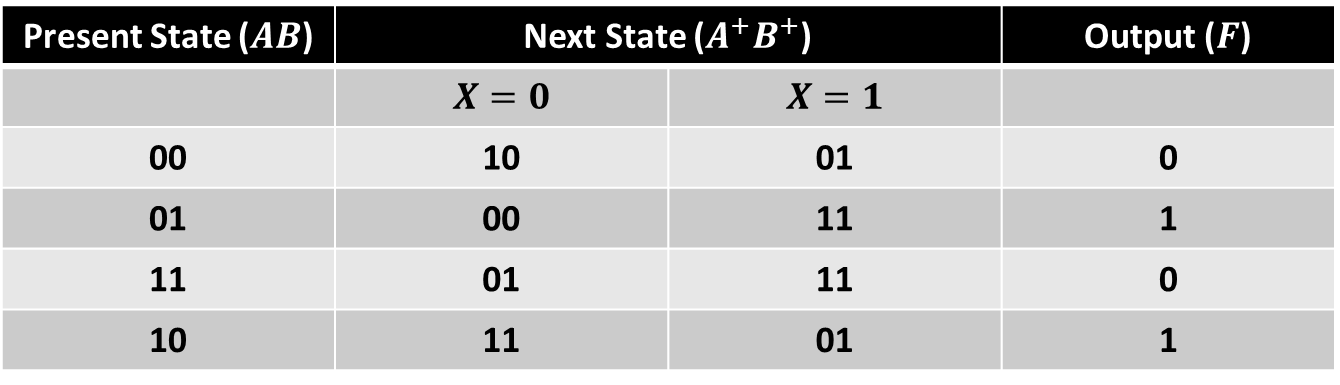 Present State (AB) Next State (A⁺B⁺) Output (F)
X = 0 X = 1
00 10 01 0
01 00 11 1
11 01 11 0
10 11 01 1